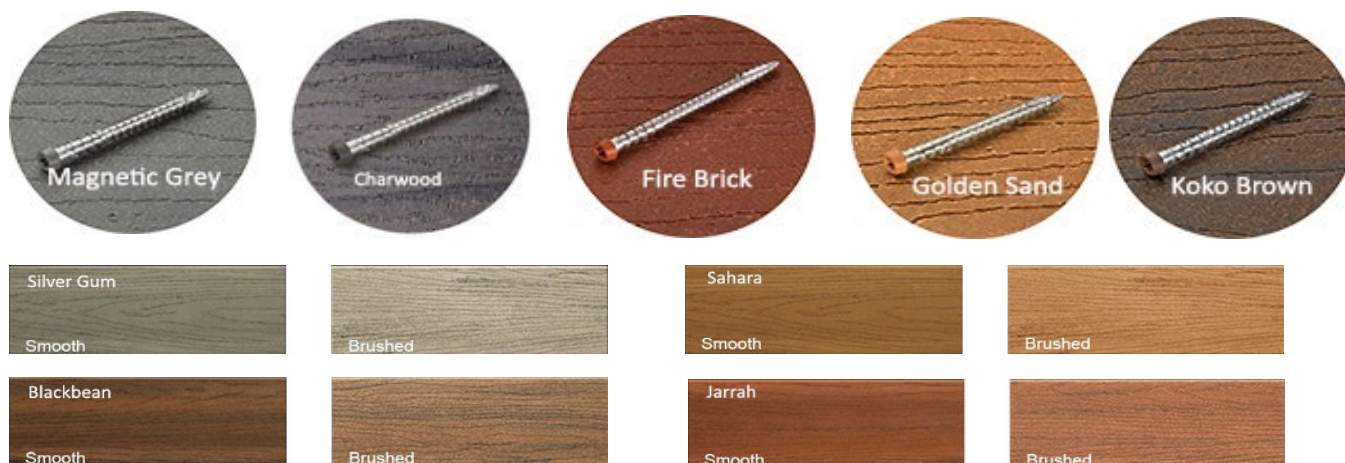 Magnetic Grey
Charwood
Fire Brick
Golden Sand
Koko Brown
Silver Gum
Smooth
Brushed
Sahara
Smooth
Brushed
Blackbean
Smooth
Brushed
Jarrah
Smooth
Brushed